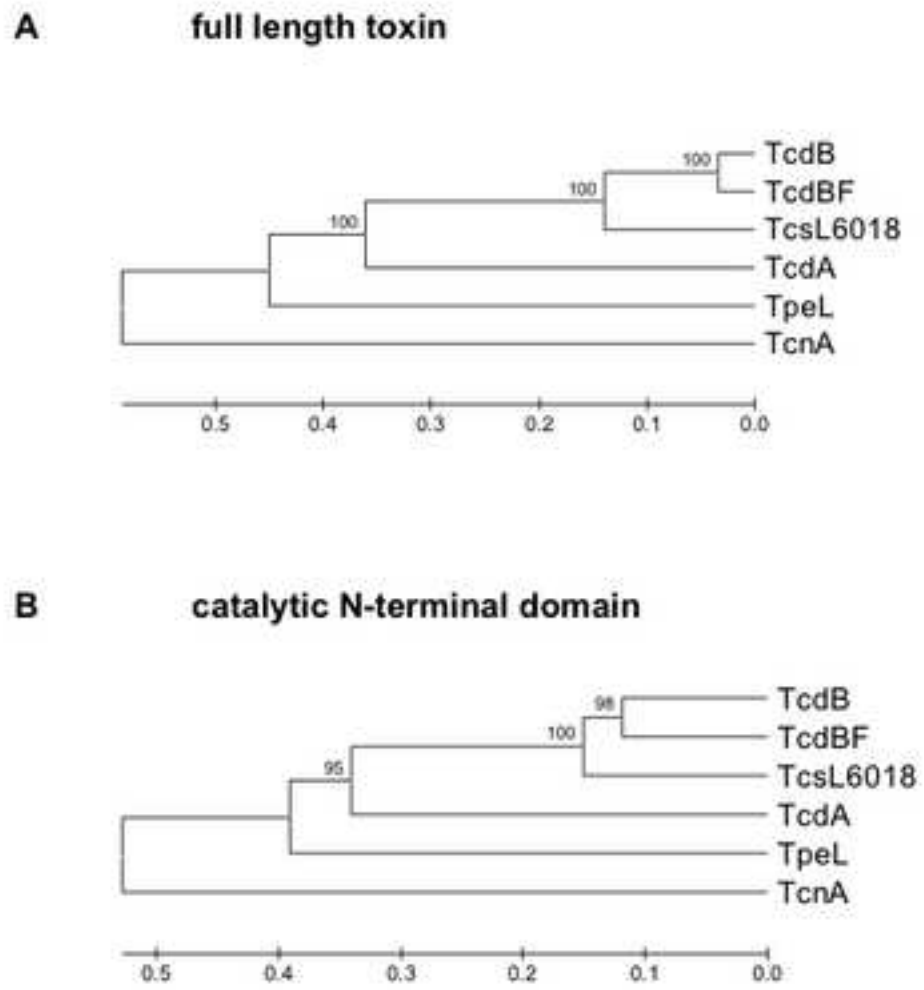 A full length toxin
100 TcdB
100 TcdBF
100 TcsL6018
TcdA
TpeL
TcnA
0.5 0.4 0.3 0.2 0.1 0.0
B catalytic N-terminal domain
98 TcdB
100 TcdBF
95 TcsL6018
TcdA
TpeL
TcnA
0.5 0.4 0.3 0.2 0.1 0.0